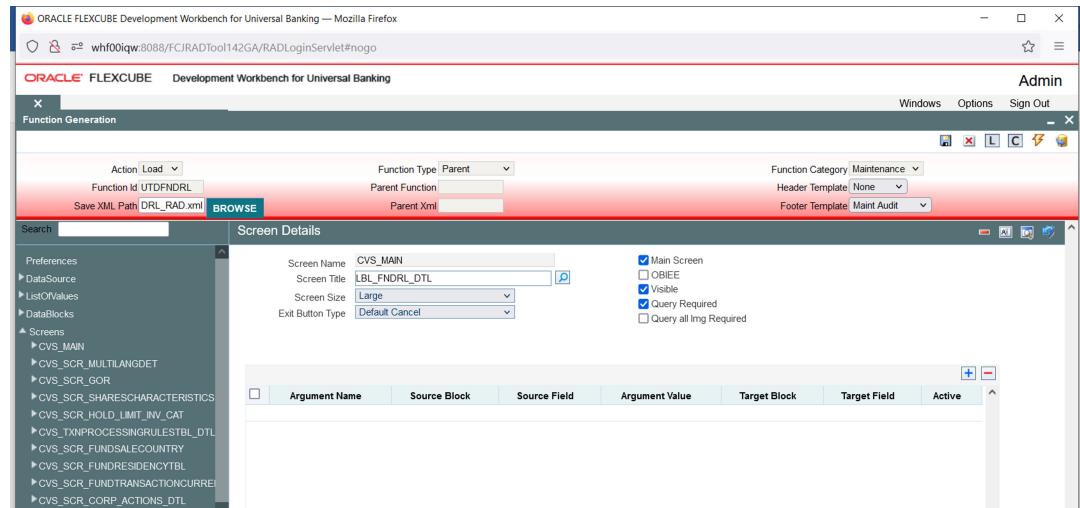 ORACLE FLEXCUBE Development Workbench for Universal Banking — Mozilla Firefox
whf00iqw:8088/FCJRADTool142GA/RADLoginServlet#nogo
ORACLE FLEXCUBE Development Workbench for Universal Banking Admin
Windows Options Sign Out
Function Generation
L C
Action Load Function Type Parent Function Category Maintenance
Function Id UTDFNDRL Parent Function Header Template None
Save XML Path DRL_RAD.xml BROWSE Parent Xml Footer Template Maint Audit
Search Screen Details
Preferences
DataSource
ListOfValues
DataBlocks
Screens
CVS_MAIN
CVS_SCR_MULTILANGDET
CVS_SCR_GOR
CVS_SCR_SHARESCHARACTERISTICS
CVS_SCR_HOLD_LIMIT_INV_CAT
CVS_TXNPROCESSINGRULESTBL_DTL
CVS_SCR_FUNDSALECOUNTRY
CVS_SCR_FUNDRESIDENCYTBL
CVS_SCR_FUNDTRANSACTIONCURRE
CVS_SCR_CORP_ACTIONS_DTL
Screen Name CVS_MAIN
Screen Title LBL_FNDRL_DTL
Screen Size Large
Exit Button Type Default Cancel
Main Screen
OBIEE
Visible
Query Required
Query all Img Required
Argument Name Source Block Source Field Argument Value Target Block Target Field Active